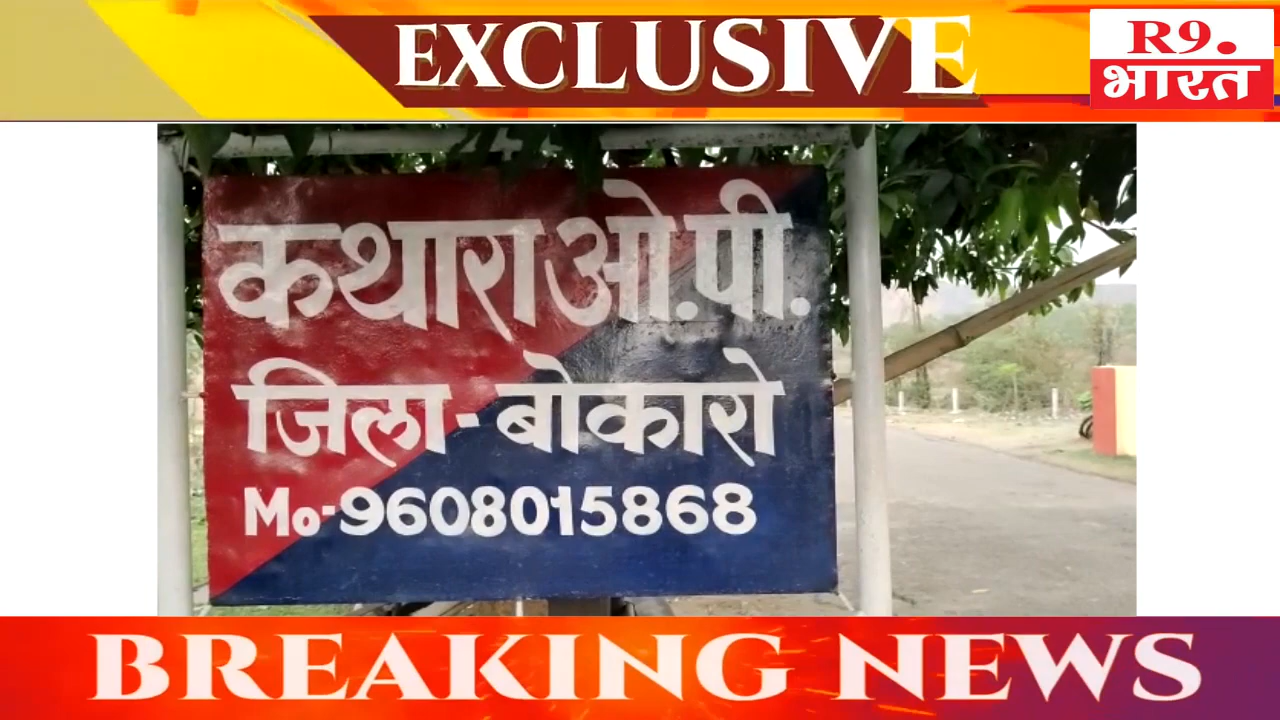 EXCLUSIVE
R9.
भारत
कथारा ओ.पी.
जिला-बोकारो
Mo-9608015868
BREAKING NEWS